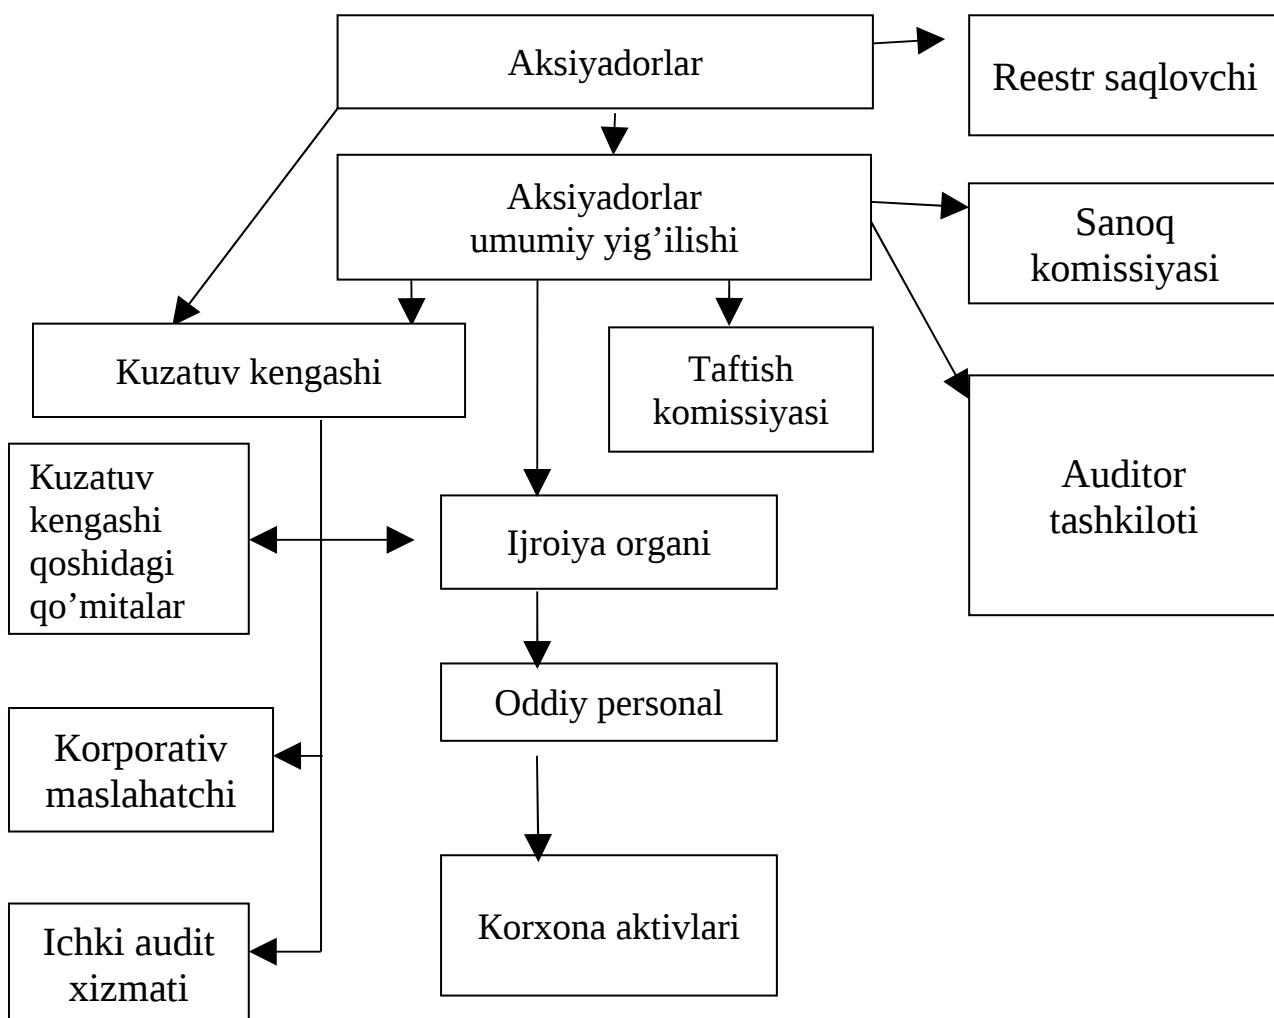 Aksiyadorlar
Reestr saqlovchi
Aksiyadorlar
umumiy yig’ilishi
Sanoq
komissiyasi
Kuzatuv kengashi
Taftish
komissiyasi
Auditor
tashkiloti
Kuzatuv
kengashi
qoshidagi
qo’mitalar
Ijroiya organi
Oddiy personal
Korporativ
maslahatchi
Korxona aktivlari
Ichki audit
xizmati